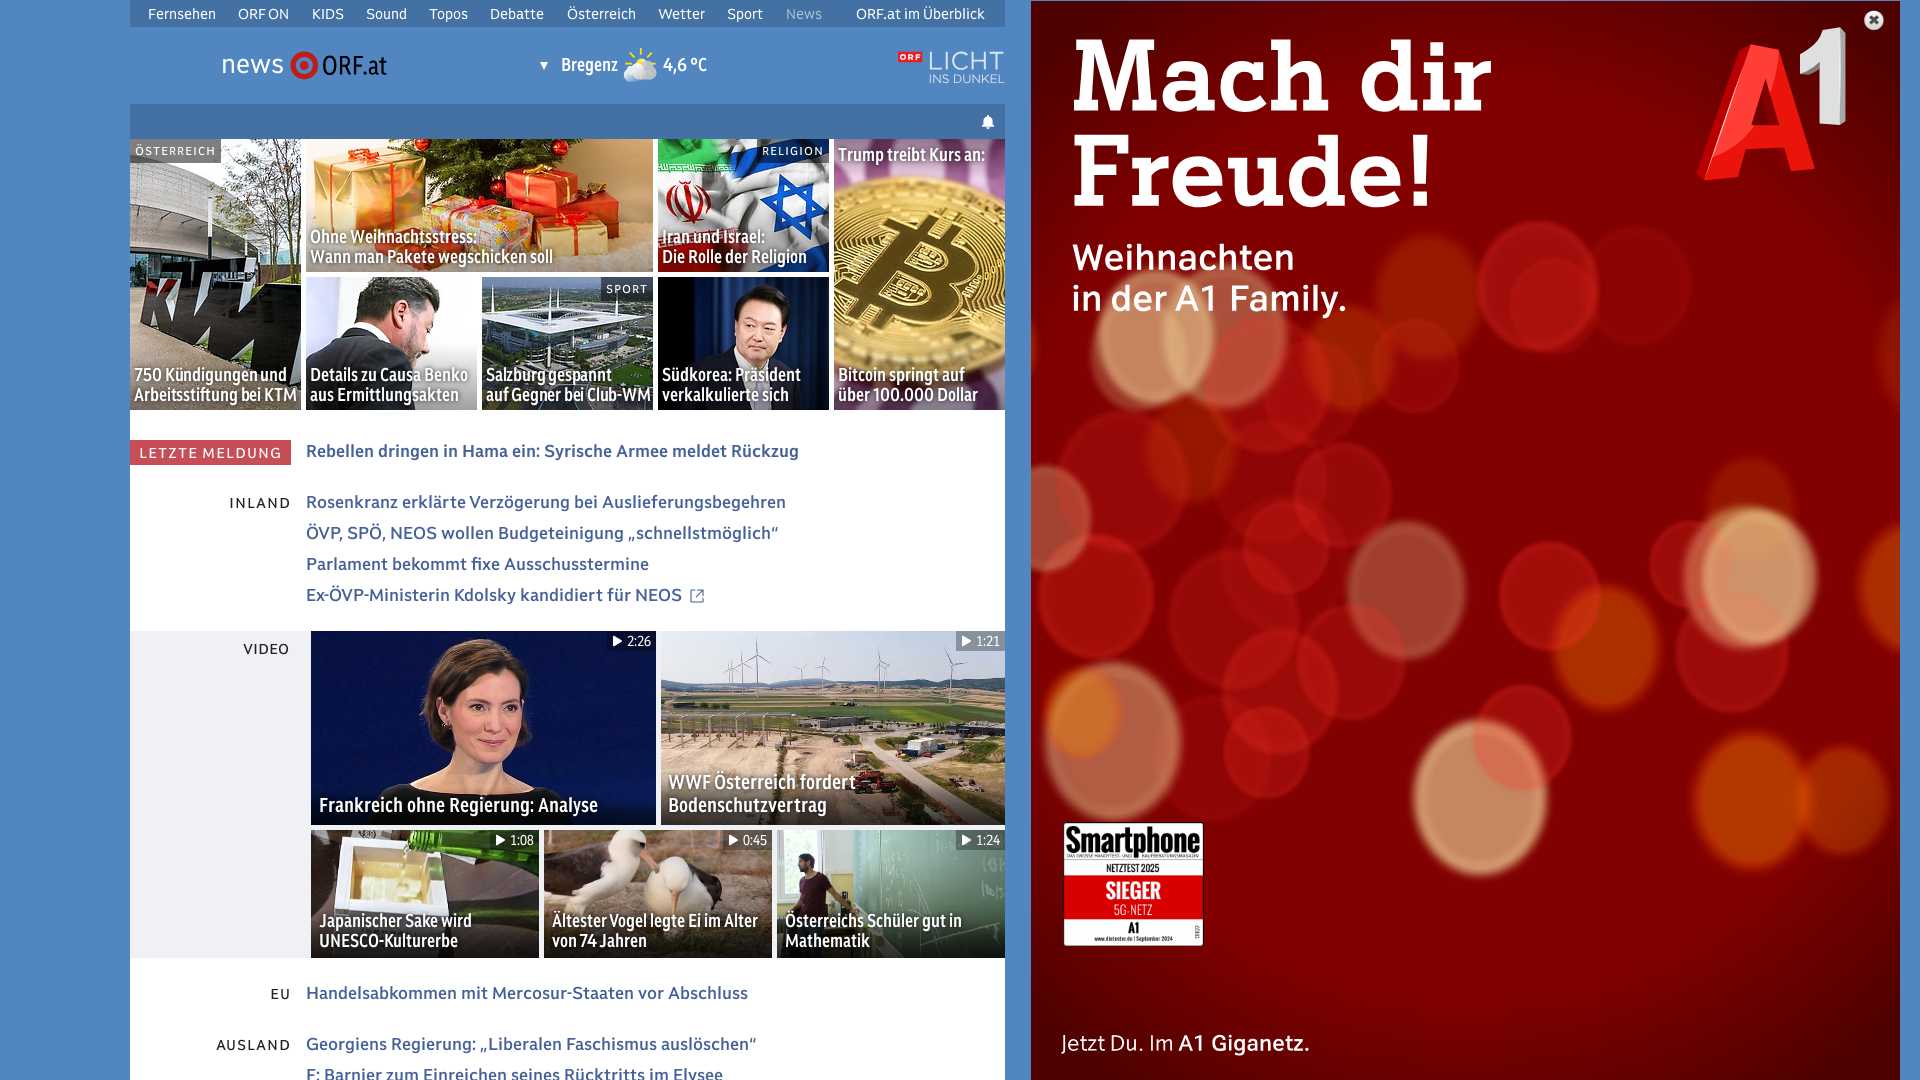 Fernsehen ORF ON KIDS Sound Topos Debatte Österreich Wetter Sport News ORF.at im Überblick
news ORF.at
▼ Bregenz 4,6 °C
ORF LICHT
INS DUNKEL
ÖSTERREICH
750 Kündigungen und
Arbeitsstiftung bei KTM
Ohne Weihnachtsstress:
Wann man Pakete wegschicken soll
RELIGION
Iran und Israel:
Die Rolle der Religion
Trump treibt Kurs an:
Bitcoin springt auf
über 100.000 Dollar
Details zu Causa Benko
aus Ermittlungsakten
SPORT
Salzburg gespannt
auf Gegner bei Club-WM
Südkorea: Präsident
verkalkulierte sich
LETZTE MELDUNG
Rebellen dringen in Hama ein: Syrische Armee meldet Rückzug
INLAND
Rosenkranz erklärte Verzögerung bei Auslieferungsbegehren
ÖVP, SPÖ, NEOS wollen Budgeteinigung „schnellstmöglich“
Parlament bekommt fixe Ausschusstermine
Ex-ÖVP-Ministerin Kdolsky kandidiert für NEOS
VIDEO
2:26
Frankreich ohne Regierung: Analyse
1:21
WWF Österreich fordert
Bodenschutzvertrag
1:08
Japanischer Sake wird
UNESCO-Kulturerbe
0:45
Ältester Vogel legte Ei im Alter
von 74 Jahren
1:24
Österreichs Schüler gut in
Mathematik
EU
Handelsabkommen mit Mercosur-Staaten vor Abschluss
AUSLAND
Georgiens Regierung: „Liberalen Faschismus auslöschen“
F: Barnier zum Einreichen seines Rücktritts im Elysee
Mach dir
Freude!
A1
Weihnachten
in der A1 Family.
Smartphone
NETZTEST 2025
SIEGER
5G-NETZ
A1
www.dietester.de | September 2024
Jetzt Du. Im A1 Giganetz.